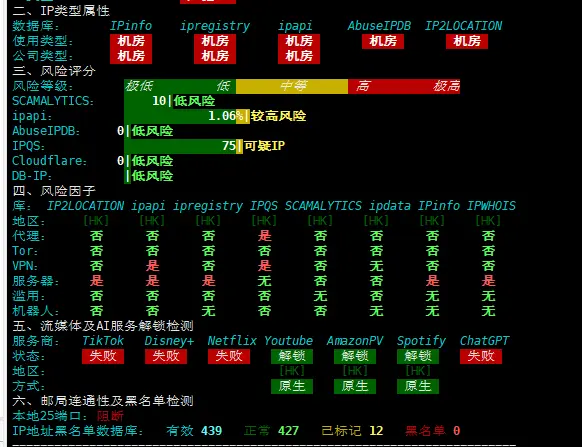 二、IP类型属性
数据库： IPinfo ipregistry ipapi AbuseIPDB IP2LOCATION
使用类型： 机房 机房 机房 机房 机房
公司类型： 机房 机房 机房
三、风险评分
风险等级： 极低 低 中等 高 极高
SCAMALYTICS： 10|低风险
ipapi： 1.06%|较高风险
AbuseIPDB： 0|低风险
IPQS： 75|可疑IP
Cloudflare： 0|低风险
DB-IP： |低风险
四、风险因子
库： IP2LOCATION ipapi ipregistry IPQS SCAMALYTICS ipdata IPinfo IPWHOIS
地区： [HK] [HK] [HK] [HK] [HK] [HK] [HK] [HK]
代理： 否 否 否 是 否 否 否 否
Tor： 否 否 否 否 否 否 否 否
VPN： 否 是 否 是 否 无 否 否
服务器： 是 是 是 无 否 否 是 是
滥用： 否 否 否 无 无 否 无 无
机器人： 否 否 无 否 否 无 无 无
五、流媒体及AI服务解锁检测
服务商： TikTok Disney+ Netflix Youtube AmazonPV Spotify ChatGPT
状态： 失败 失败 失败 解锁 解锁 解锁 失败
地区： [HK] [HK] [HK]
方式： 原生 原生 原生
六、邮局连通性及黑名单检测
本地25端口：阻断
IP地址黑名单数据库： 有效 439 正常 427 已标记 12 黑名单 0